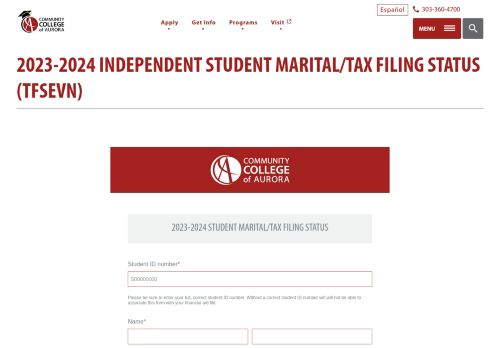 Español 303-360-4700
COMMUNITY
COLLEGE
of AURORA
Apply Get Info Programs Visit
MENU
2023-2024 INDEPENDENT STUDENT MARITAL/TAX FILING STATUS
(TFSEVN)
COMMUNITY
COLLEGE
of AURORA
2023-2024 STUDENT MARITAL/TAX FILING STATUS
Student ID number*
S00000000
Please be sure to enter your full, correct student ID number. Without a correct student ID number will will not be able to
associate this form with your financial aid file.
Name*